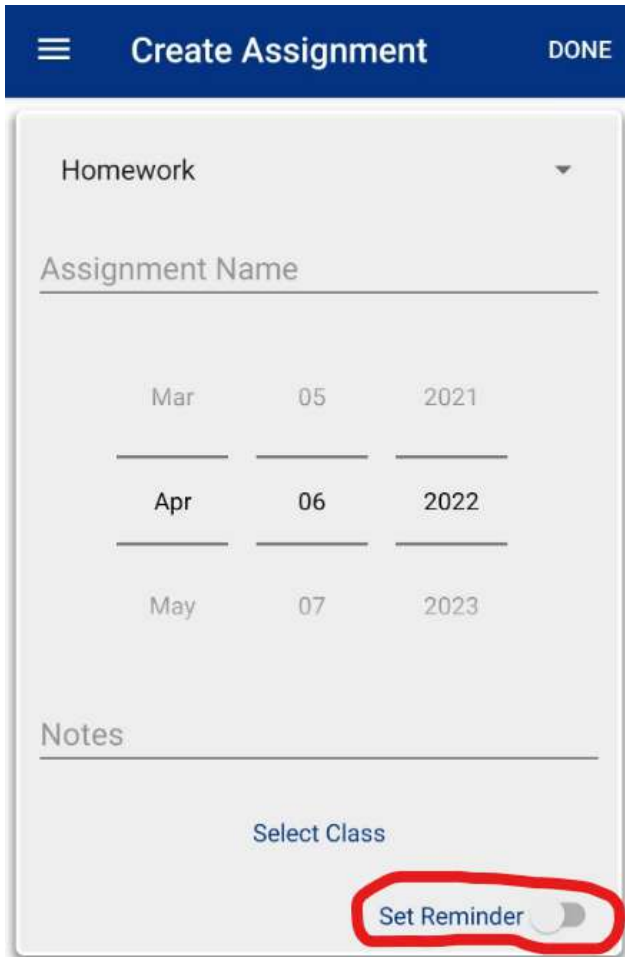 Create Assignment DONE
Homework
Assignment Name
Mar 05 2021
Apr 06 2022
May 07 2023
Notes
Select Class
Set Reminder